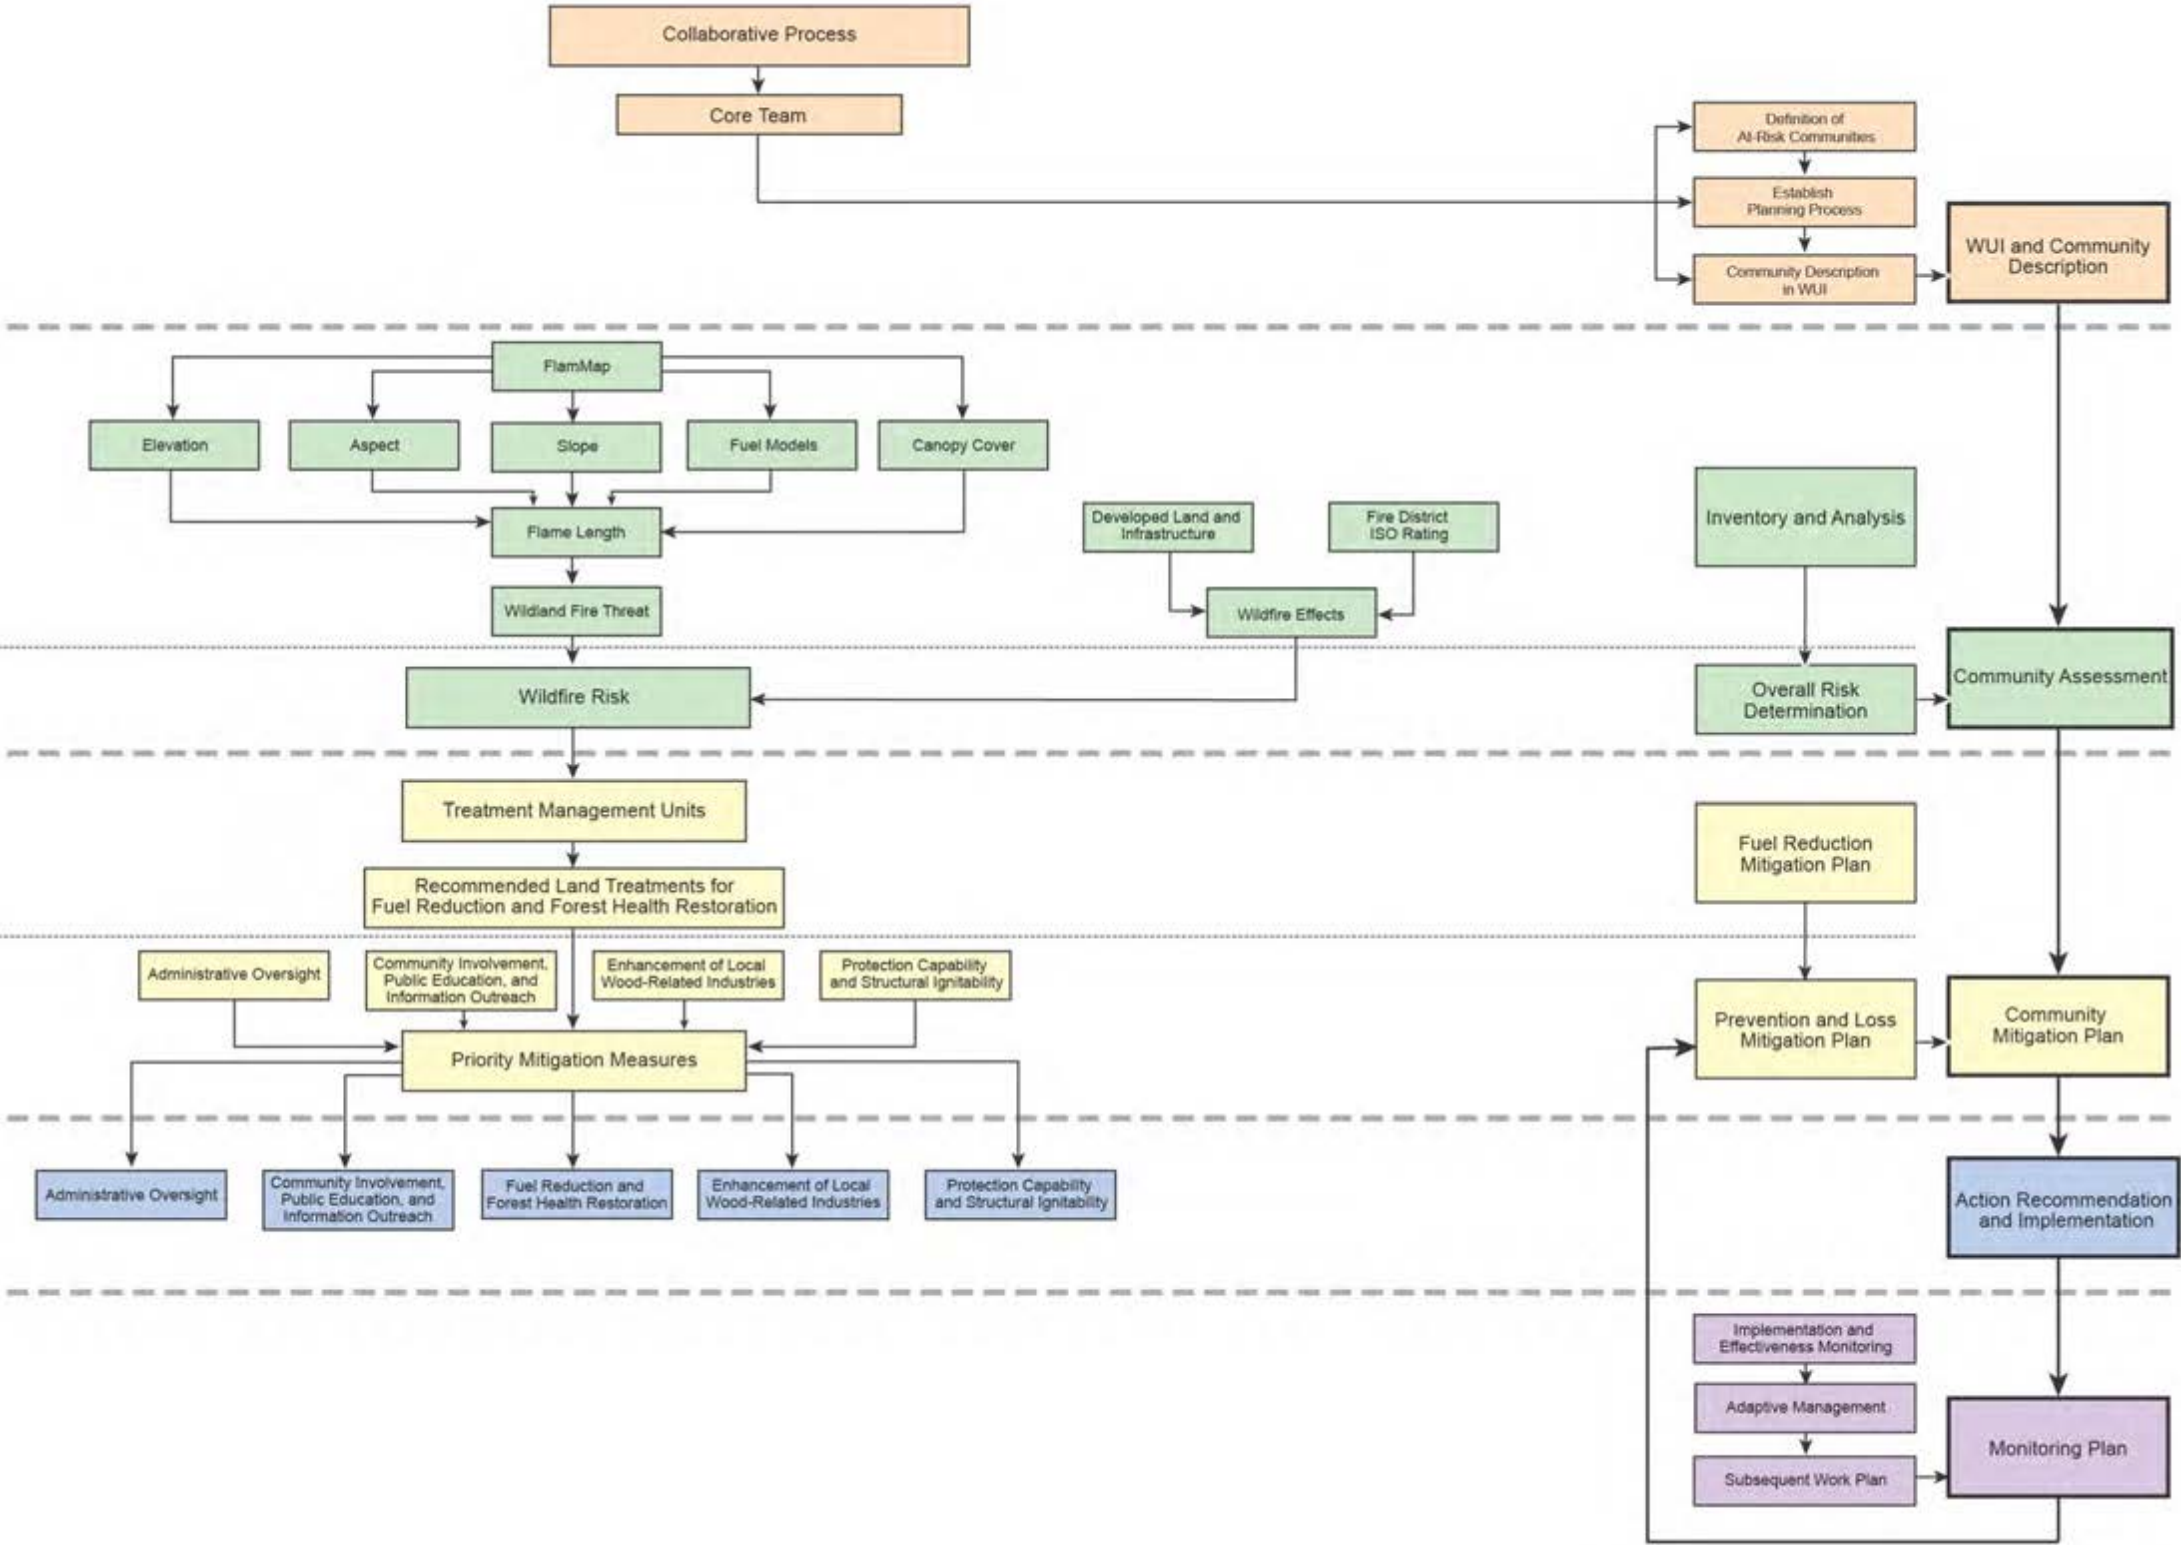 Collaborative Process
Core Team
Definition of
At-Risk Communities
Establish
Planning Process
Community Description
in WUI
WUI and Community
Description
FlamMap
Elevation
Aspect
Slope
Fuel Models
Canopy Cover
Flame Length
Wildland Fire Threat
Developed Land and
Infrastructure
Fire District
ISO Rating
Wildfire Effects
Inventory and Analysis
Wildfire Risk
Overall Risk
Determination
Community Assessment
Treatment Management Units
Recommended Land Treatments for
Fuel Reduction and Forest Health Restoration
Fuel Reduction
Mitigation Plan
Administrative Oversight
Community Involvement,
Public Education, and
Information Outreach
Enhancement of Local
Wood-Related Industries
Protection Capability
and Structural Ignitability
Priority Mitigation Measures
Prevention and Loss
Mitigation Plan
Community
Mitigation Plan
Administrative Oversight
Community Involvement,
Public Education, and
Information Outreach
Fuel Reduction and
Forest Health Restoration
Enhancement of Local
Wood-Related Industries
Protection Capability
and Structural Ignitability
Action Recommendation
and Implementation
Implementation and
Effectiveness Monitoring
Adaptive Management
Subsequent Work Plan
Monitoring Plan